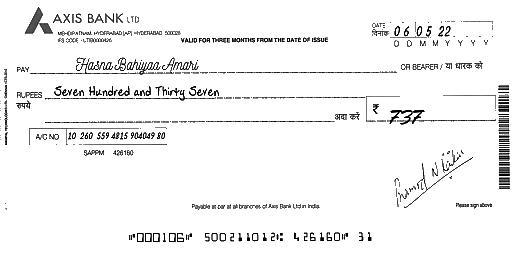 AXIS BANK LTD
MEHDIPATNAM, HYDERABAD (AP) HYDERABAD 500028
IFS CODE - UTIB0000426
VALID FOR THREE MONTHS FROM THE DATE OF ISSUE
DATE
दिनांक 06 05 22
D D M M Y Y Y Y
PAY Hasna Bahiyaa Amari OR BEARER / या धारक को
RUPEES Seven Hundred and Thirty Seven
रुपये अदा करें ₹ 737
A/C NO 10 260 559 4815 904049 80
SAPPM 426160
Payable at par at all branches of Axis Bank Ltd in India.
Please sign above
"000106" 500211012: 426160" 31